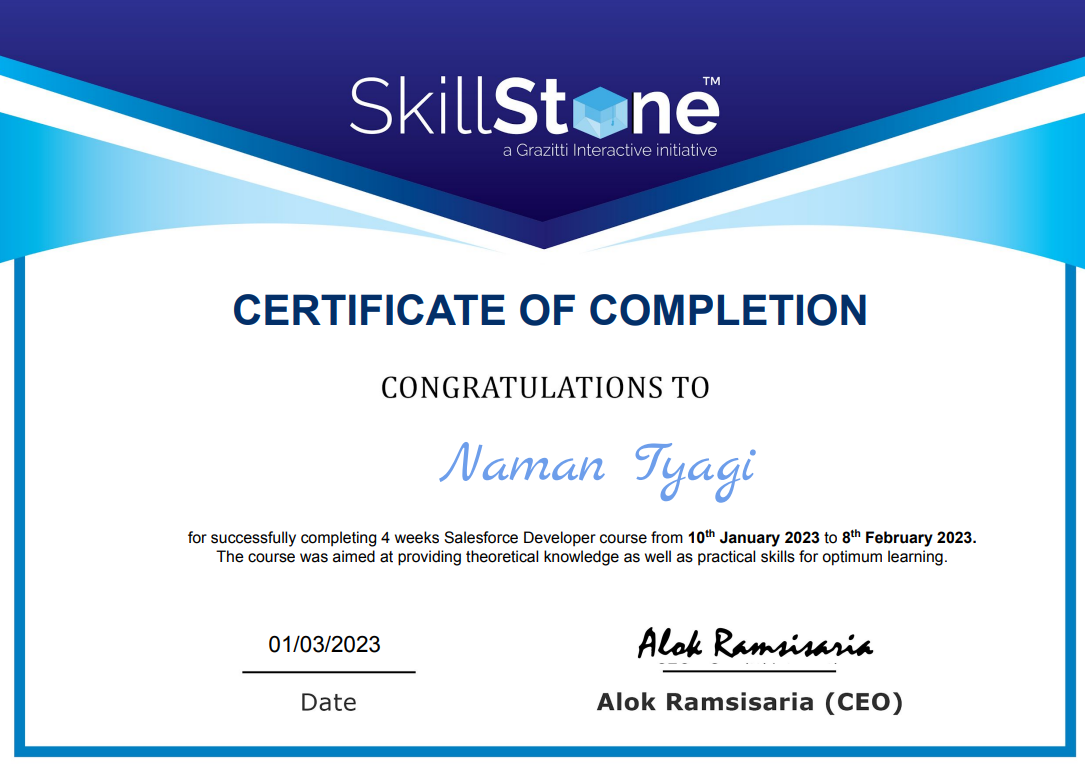 SkillStone™
a Grazitti Interactive initiative
CERTIFICATE OF COMPLETION
CONGRATULATIONS TO
Naman Tyagi
for successfully completing 4 weeks Salesforce Developer course from 10th January 2023 to 8th February 2023.
The course was aimed at providing theoretical knowledge as well as practical skills for optimum learning.
01/03/2023
Alok Ramsisaria
Date
Alok Ramsisaria (CEO)